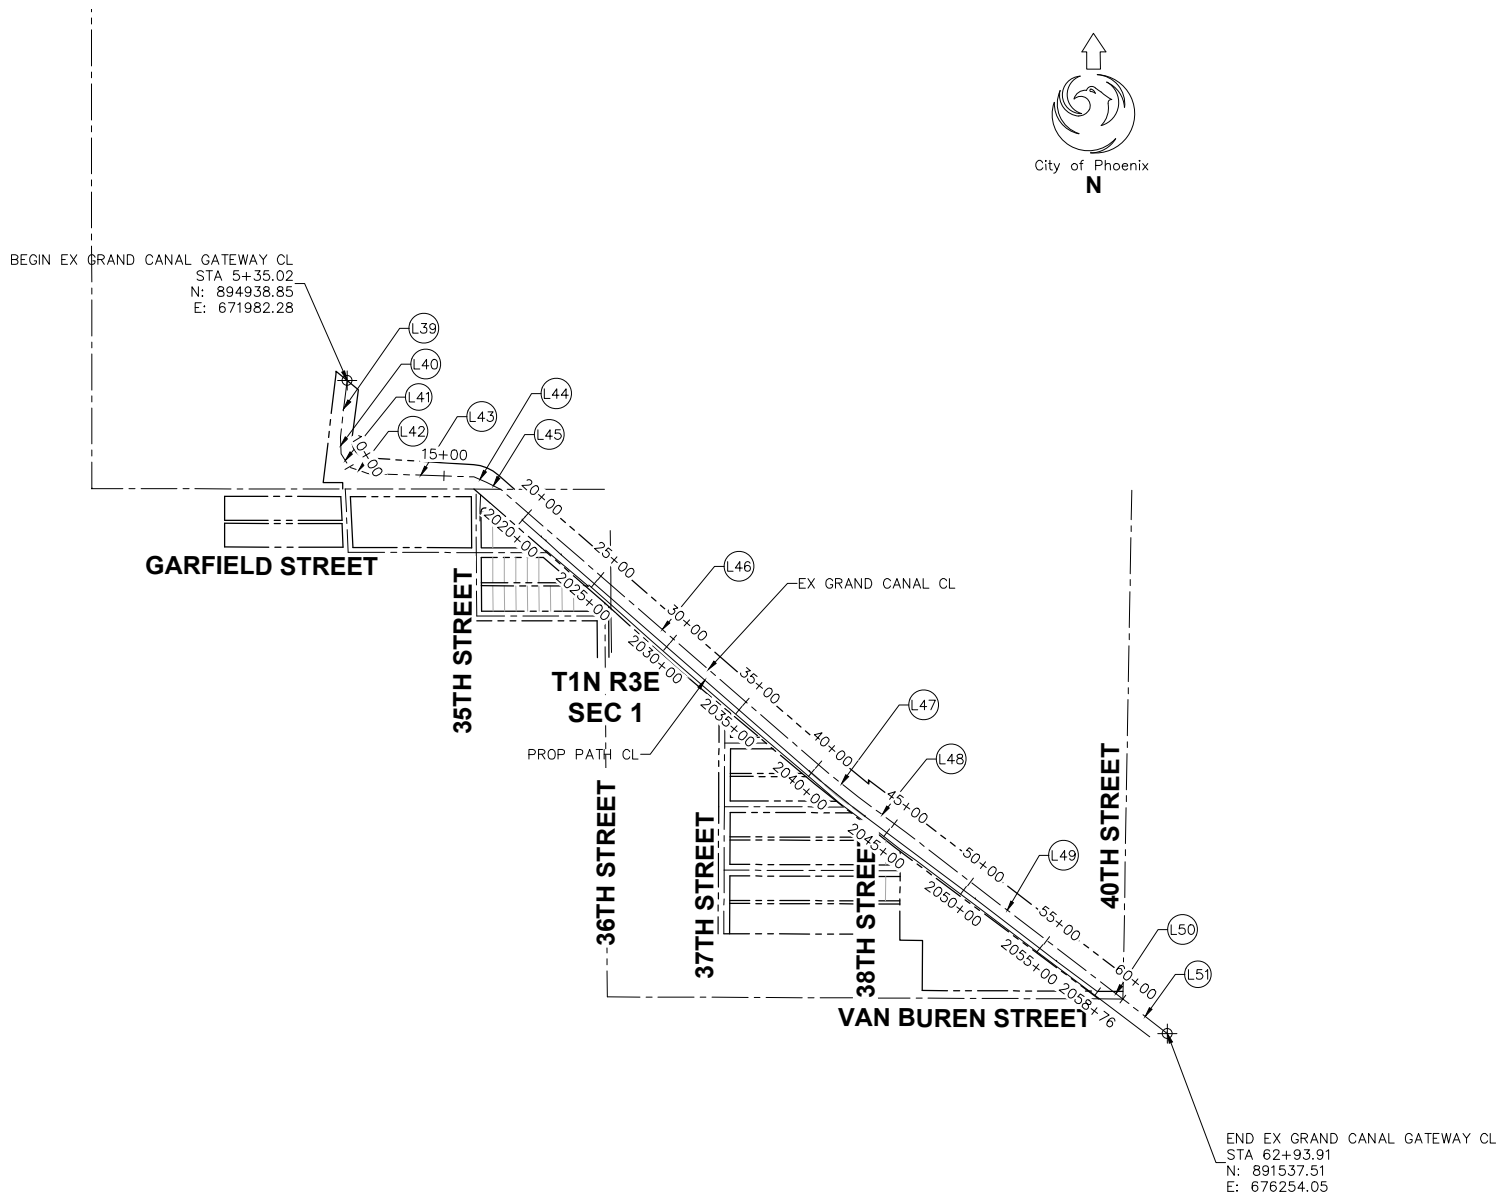 City of Phoenix
N
BEGIN EX GRAND CANAL GATEWAY CL
STA 5+35.02
N: 894938.85
E: 671982.28
L39
L40
L41
L42
L43
L44
L45
10+00
15+00
20+00
2020+00
25+00
2025+00
GARFIELD STREET
35TH STREET
L46
EX GRAND CANAL CL
30+00
2030+00
T1N R3E
SEC 1
35+00
2035+00
PROP PATH CL
L47
40+00
2040+00
L48
45+00
2045+00
36TH STREET
37TH STREET
38TH STREET
40TH STREET
L49
50+00
2050+00
55+00
2055+00
L50
60+00
L51
2058+76
VAN BUREN STREET
END EX GRAND CANAL GATEWAY CL
STA 62+93.91
N: 891537.51
E: 676254.05